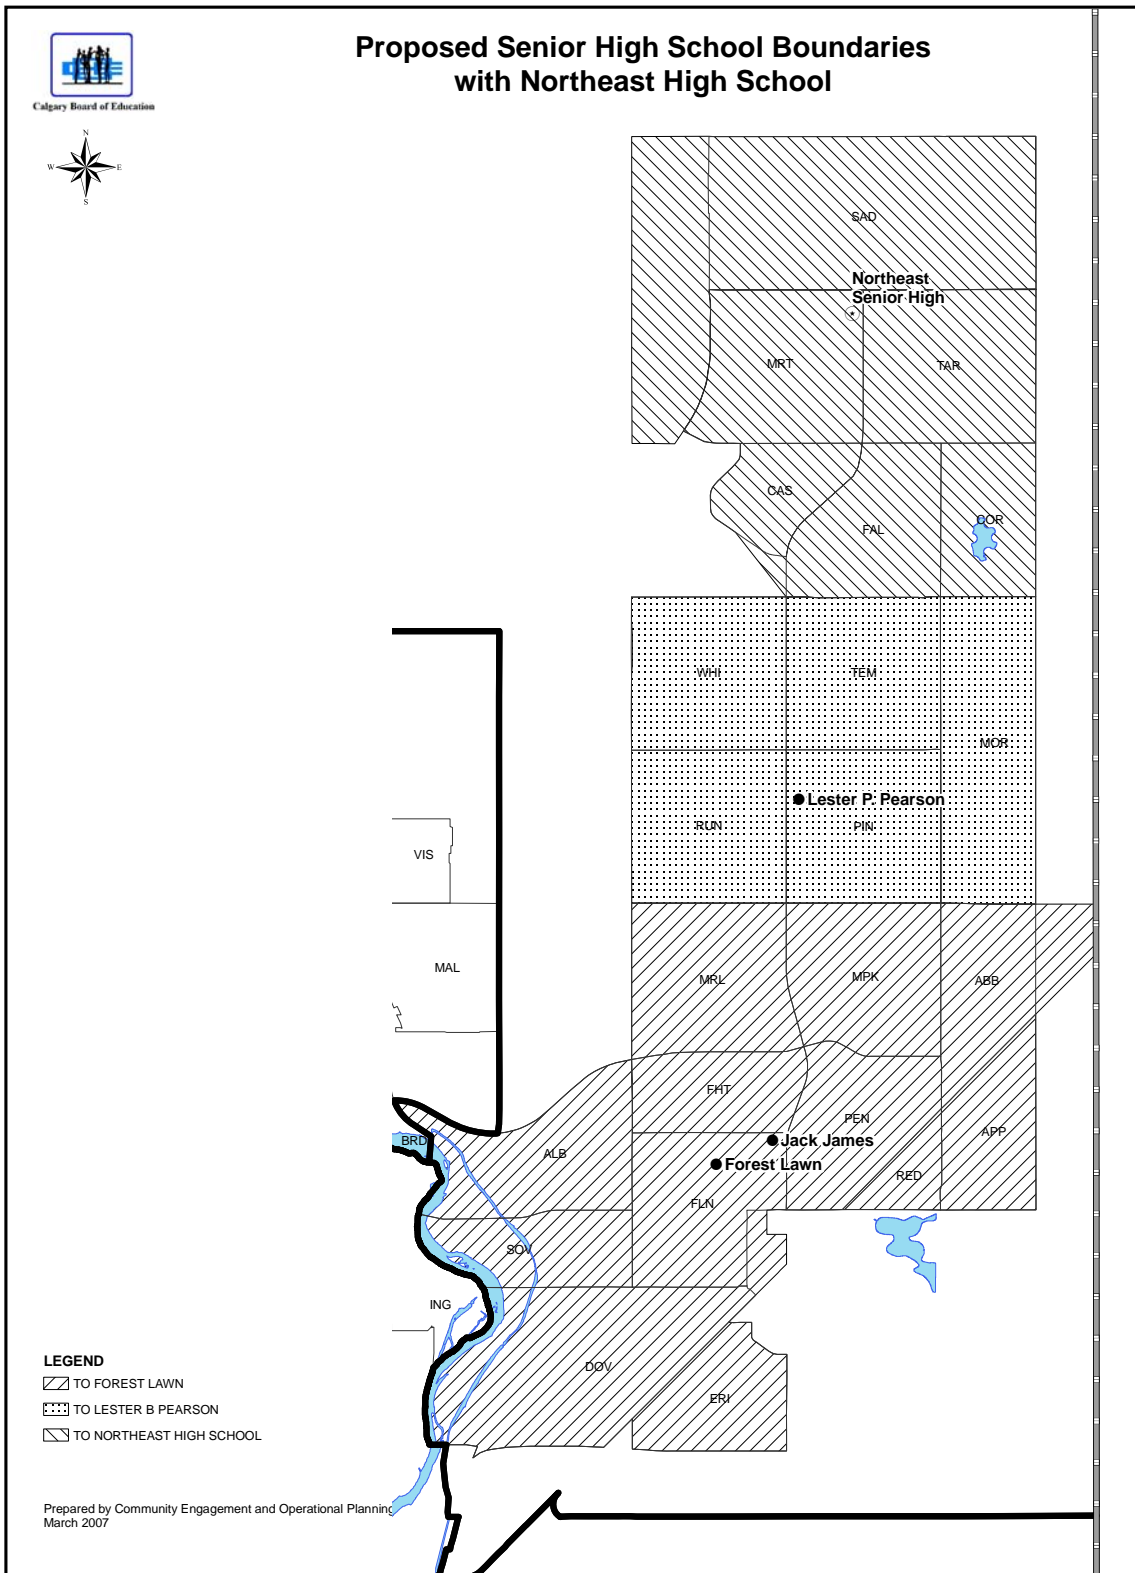 Proposed Senior High School Boundaries
with Northeast High School
Calgary Board of Education
N
W
E
S
SAD
Northeast
Senior High
MRT
TAR
CAS
FAL
COR
WHI
TEM
MOR
Lester P. Pearson
RUN
PIN
VIS
MAL
MRL
MPK
ABB
FHT
PEN
APP
BRD
ALB
Jack James
Forest Lawn
RED
FLN
SOV
ING
DOV
ERI
LEGEND
TO FOREST LAWN
TO LESTER B PEARSON
TO NORTHEAST HIGH SCHOOL
Prepared by Community Engagement and Operational Planning
March 2007